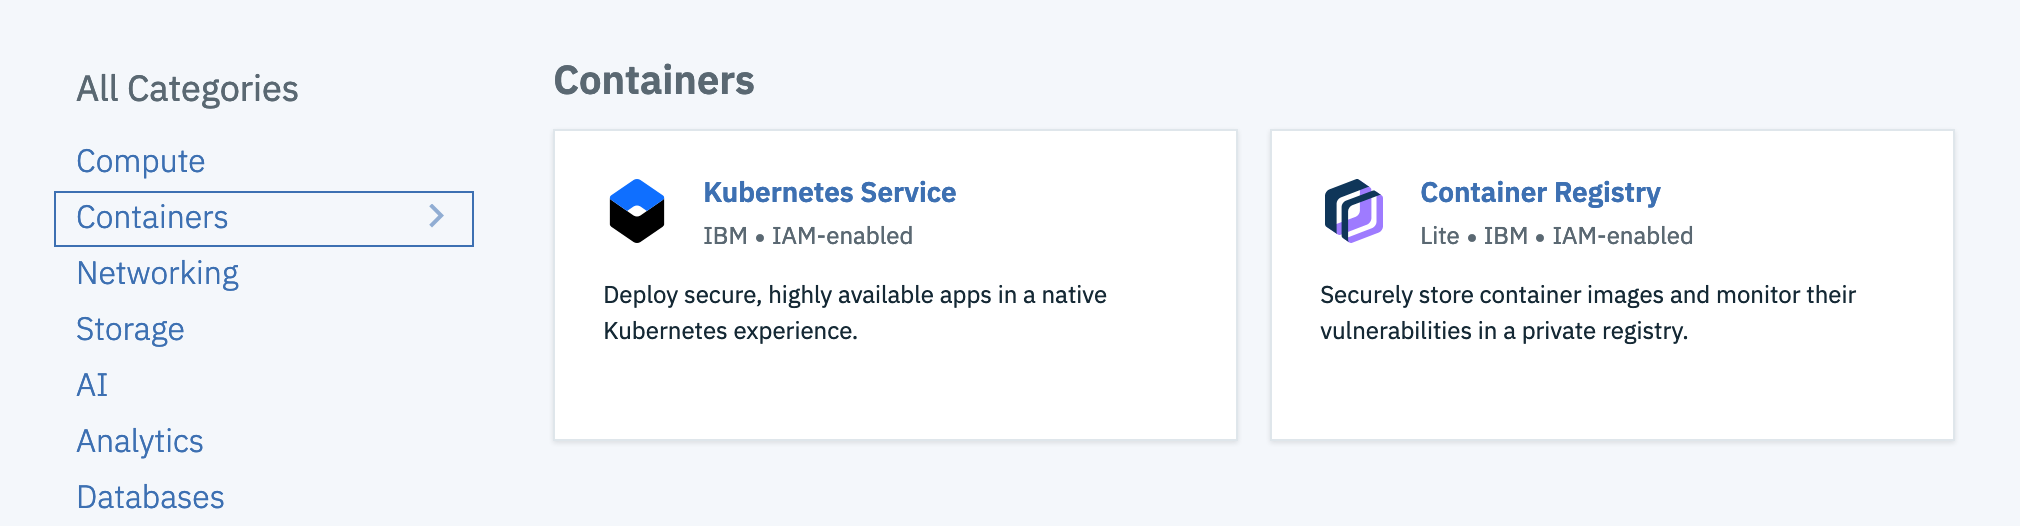 All Categories
Compute
Containers
Networking
Storage
AI
Analytics
Databases
Containers
Kubernetes Service
IBM • IAM-enabled
Deploy secure, highly available apps in a native
Kubernetes experience.
Container Registry
Lite • IBM • IAM-enabled
Securely store container images and monitor their
vulnerabilities in a private registry.